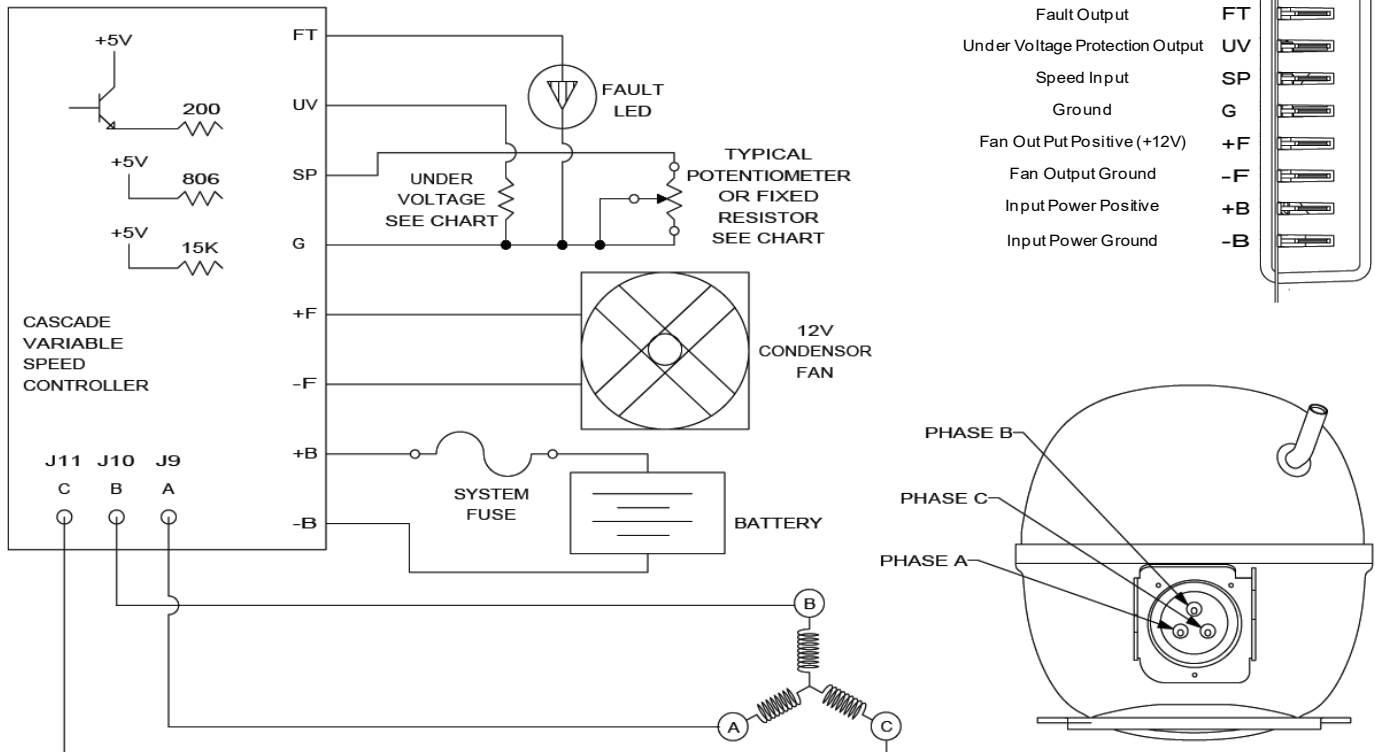 +5V
200
+5V
806
+5V
15K
CASCADE
VARIABLE
SPEED
CONTROLLER
J11 J10 J9
C B A
FT
UV
SP
G
+F
-F
+B
-B
FAULT
LED
UNDER
VOLTAGE
SEE CHART
TYPICAL
POTENTIOMETER
OR FIXED
RESISTOR
SEE CHART
12V
CONDENSOR
FAN
SYSTEM
FUSE
BATTERY
B
A
C
Fault Output FT
Under Voltage Protection Output UV
Speed Input SP
Ground G
Fan Out Put Positive (+12V) +F
Fan Output Ground -F
Input Power Positive +B
Input Power Ground -B
PHASE B
PHASE C
PHASE A